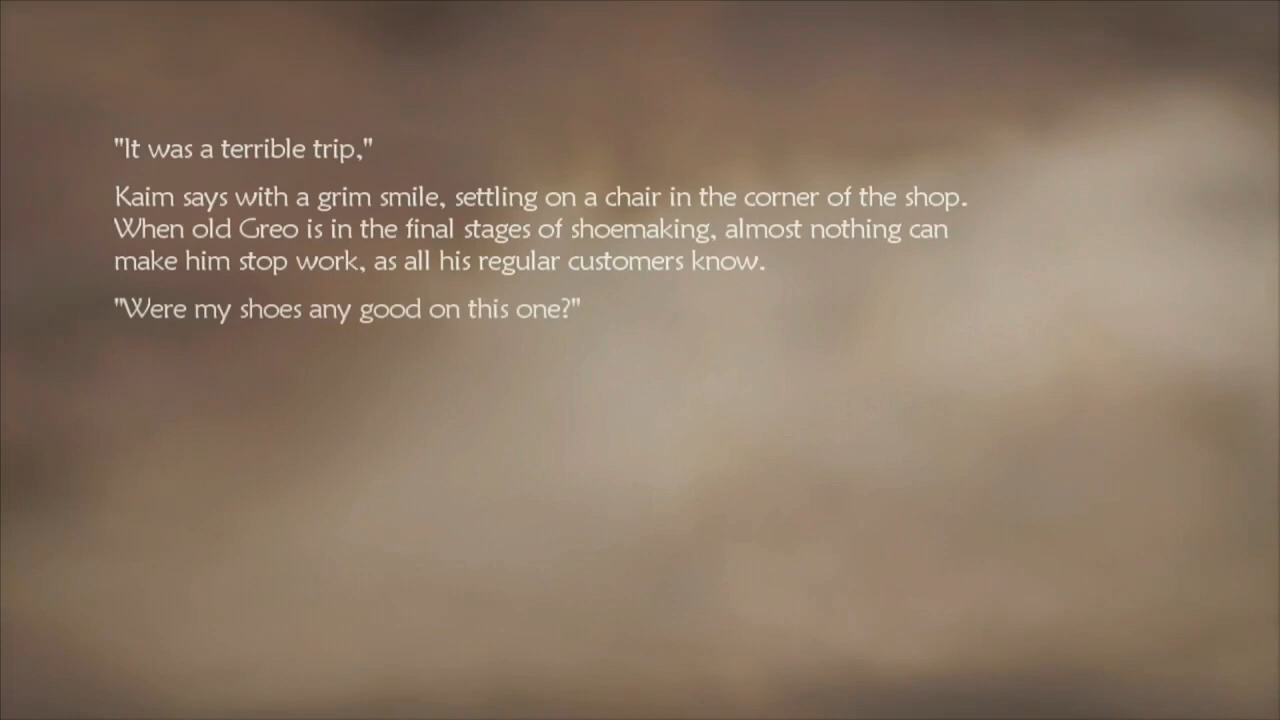 "It was a terrible trip,"
Kaim says with a grim smile, settling on a chair in the corner of the shop.
When old Greo is in the final stages of shoemaking, almost nothing can
make him stop work, as all his regular customers know.
"Were my shoes any good on this one?"